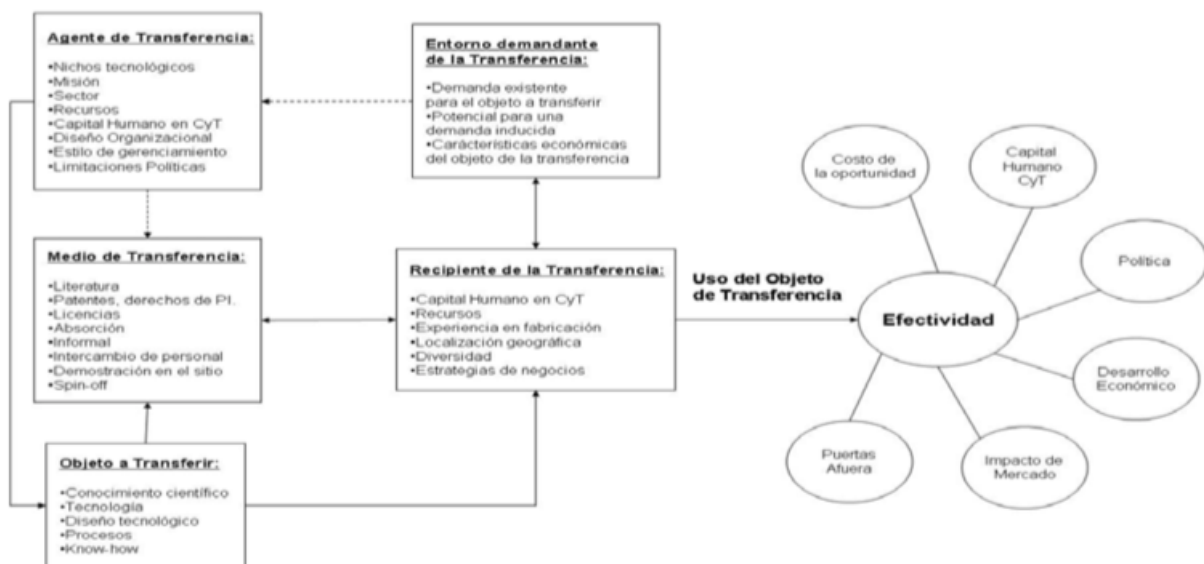 Agente de Transferencia:
•Nichos tecnológicos
•Misión
•Sector
•Recursos
•Capital Humano en CyT
•Diseño Organizacional
•Estilo de gerenciamiento
•Limitaciones Políticas
Entorno demandante
de la Transferencia:
•Demanda existente
para el objeto a transferir
•Potencial para una
demanda inducida
•Carácterísticas económicas
del objeto de la transferencia
Medio de Transferencia:
•Literatura
•Patentes, derechos de PI.
•Licencias
•Absorción
•Informal
•Intercambio de personal
•Demostración en el sitio
•Spin-off
Recipiente de la Transferencia:
•Capital Humano en CyT
•Recursos
•Experiencia en fabricación
•Localización geográfica
•Diversidad
•Estrategias de negocios
Objeto a Transferir:
•Conocimiento científico
•Tecnología
•Diseño tecnológico
•Procesos
•Know-how
Uso del Objeto
de Transferencia
Efectividad
Costo de
la oportunidad
Capital
Humano
CyT
Política
Desarrollo
Económico
Impacto de
Mercado
Puertas
Afuera